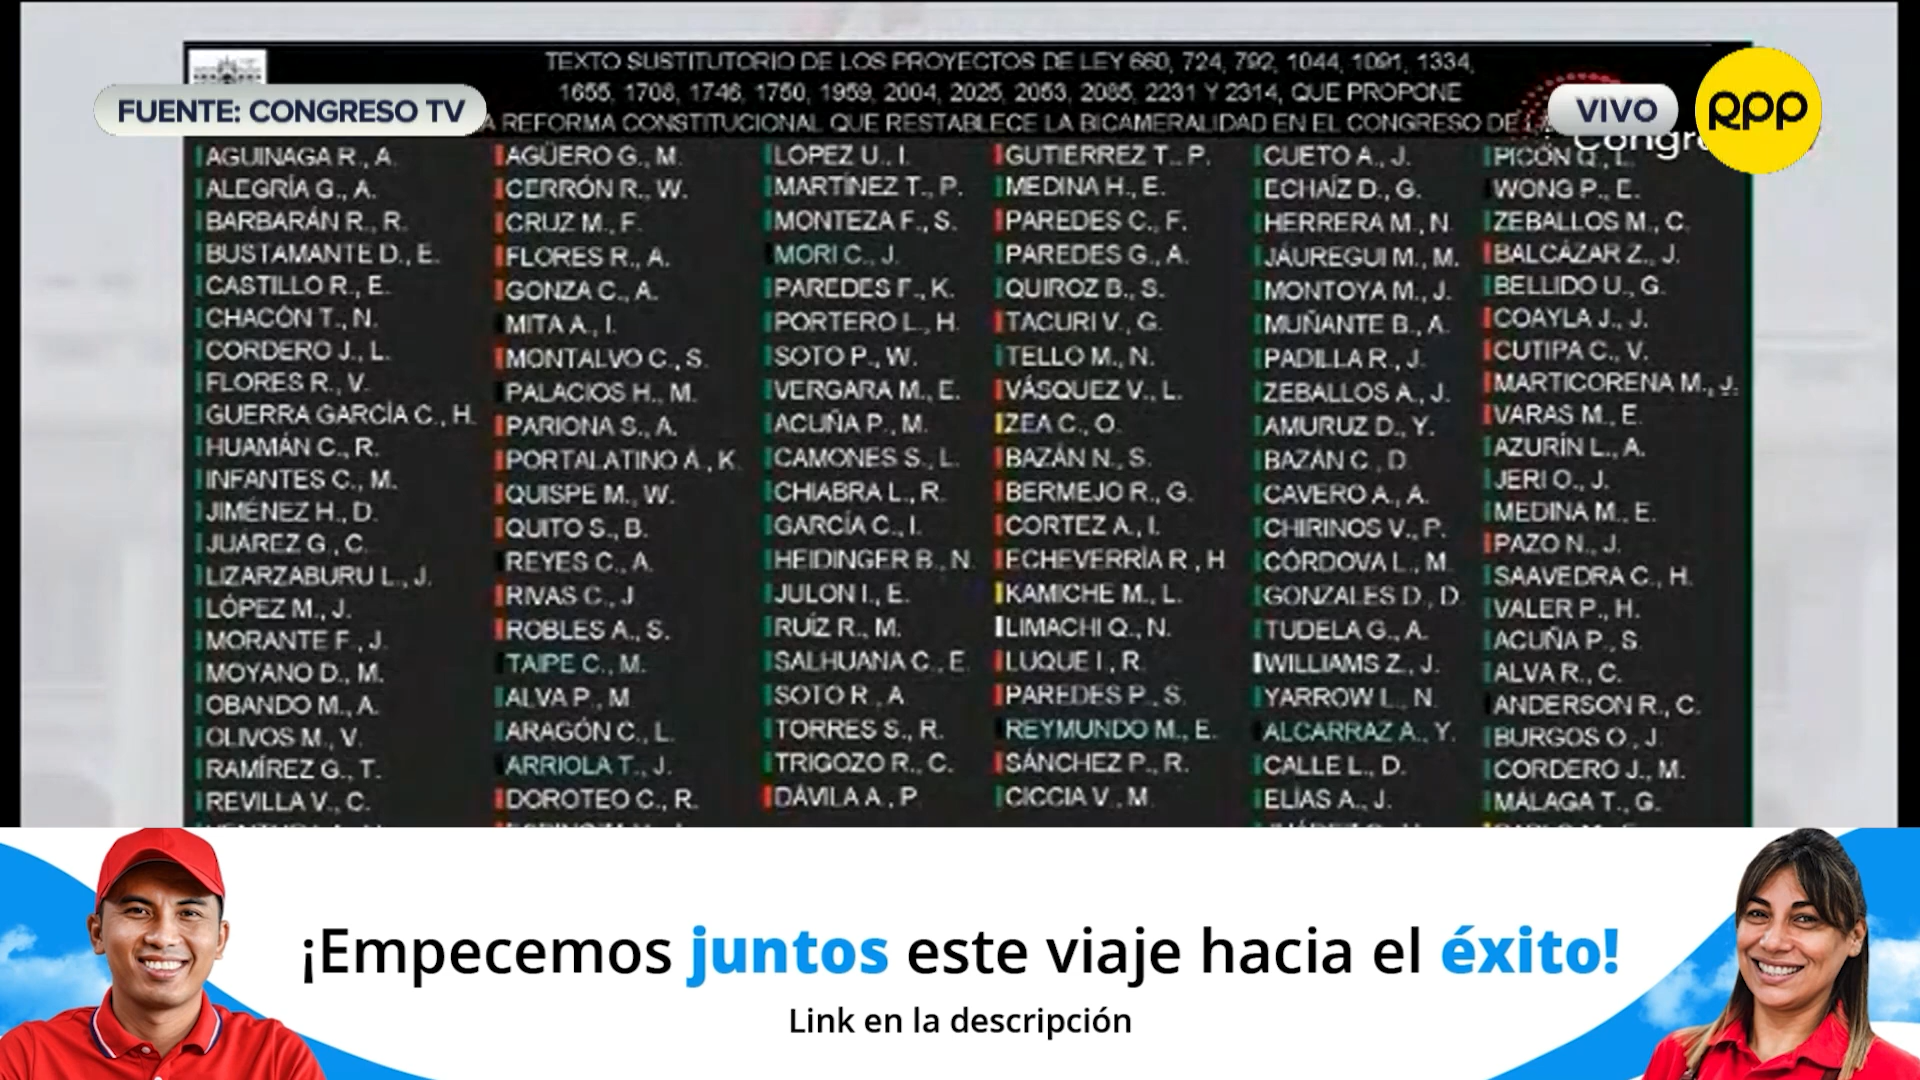 TEXTO SUSTITUTORIO DE LOS PROYECTOS DE LEY 660, 724, 792, 1044, 1091, 1334,
1655, 1708, 1746, 1750, 1959, 2004, 2025, 2053, 2085, 2231 Y 2314, QUE PROPONE
A REFORMA CONSTITUCIONAL QUE RESTABLECE LA BICAMERALIDAD EN EL CONGRESO DE
FUENTE: CONGRESO TV
VIVO
RPP
Congr
AGUINAGA R., A.
ALEGRÍA G., A.
BARBARÁN R., R.
BUSTAMANTE D., E.
CASTILLO R., E.
CHACÓN T., N.
CORDERO J., L.
FLORES R., V.
GUERRA GARCÍA C., H.
HUAMÁN C., R.
INFANTES C., M.
JIMÉNEZ H., D.
JUÁREZ G., C.
LIZARZABURU L., J.
LÓPEZ M., J.
MORANTE F., J.
MOYANO D., M.
OBANDO M., A.
OLIVOS M., V.
RAMÍREZ G., T.
REVILLA V., C.
AGÜERO G., M.
CERRÓN R., W.
CRUZ M., F.
FLORES R., A.
GONZA C., A.
MITA A., I.
MONTALVO C., S.
PALACIOS H., M.
PARIONA S., A.
PORTALATINO Á., K.
QUISPE M., W.
QUITO S., B.
REYES C., A.
RIVAS C., J
ROBLES A., S.
TAIPE C., M.
ALVA P., M
ARAGÓN C., L.
ARRIOLA T., J.
DOROTEO C., R.
LOPEZ U., I.
MARTÍNEZ T., P.
MONTEZA F., S.
MORI C., J.
PAREDES F., K.
PORTERO L., H.
SOTO P., W.
VERGARA M., E.
ACUÑA P., M.
CAMONES S., L.
CHIABRA L., R.
GARCÍA C., I.
HEIDINGER B., N.
JULON I., E.
RUÍZ R., M.
SALHUANA C., E.
SOTO R., A
TORRES S., R.
TRIGOZO R., C.
DÁVILA A., P
GUTIERREZ T., P.
MEDINA H., E.
PAREDES C., F.
PAREDES G., A.
QUIROZ B., S.
TACURI V., G.
TELLO M., N.
VÁSQUEZ V., L.
ZEA C., O.
BAZÁN N., S.
BERMEJO R., G.
CORTEZ A., I.
ECHEVERRÍA R., H
KAMICHE M., L.
LIMACHI Q., N.
LUQUE I., R.
PAREDES P., S.
REYMUNDO M., E.
SÁNCHEZ P., R.
CICCIA V., M.
CUETO A., J.
ECHAÍZ D., G.
HERRERA M., N.
JÁUREGUI M., M.
MONTOYA M., J.
MUÑANTE B., A.
PADILLA R., J.
ZEBALLOS A., J.
AMURUZ D., Y.
BAZÁN C., D.
CAVERO A., A.
CHIRINOS V., P.
CÓRDOVA L., M.
GONZALES D., D.
TUDELA G., A.
WILLIAMS Z., J.
YARROW L., N.
ALCARRAZ A., Y.
CALLE L., D.
ELÍAS A., J.
PICÓN Q., L.
WONG P., E.
ZEBALLOS M., C.
BALCÁZAR Z., J.
BELLIDO U., G.
COAYLA J., J.
CUTIPA C., V.
MARTICORENA M., J.
VARAS M., E.
AZURÍN L., A.
JERI O., J.
MEDINA M., E.
PAZO N., J.
SAAVEDRA C., H.
VALER P., H.
ACUÑA P., S.
ALVA R., C.
ANDERSON R., C.
BURGOS O., J.
CORDERO J., M.
MÁLAGA T., G.
¡Empecemos juntos este viaje hacia el éxito!
Link en la descripción